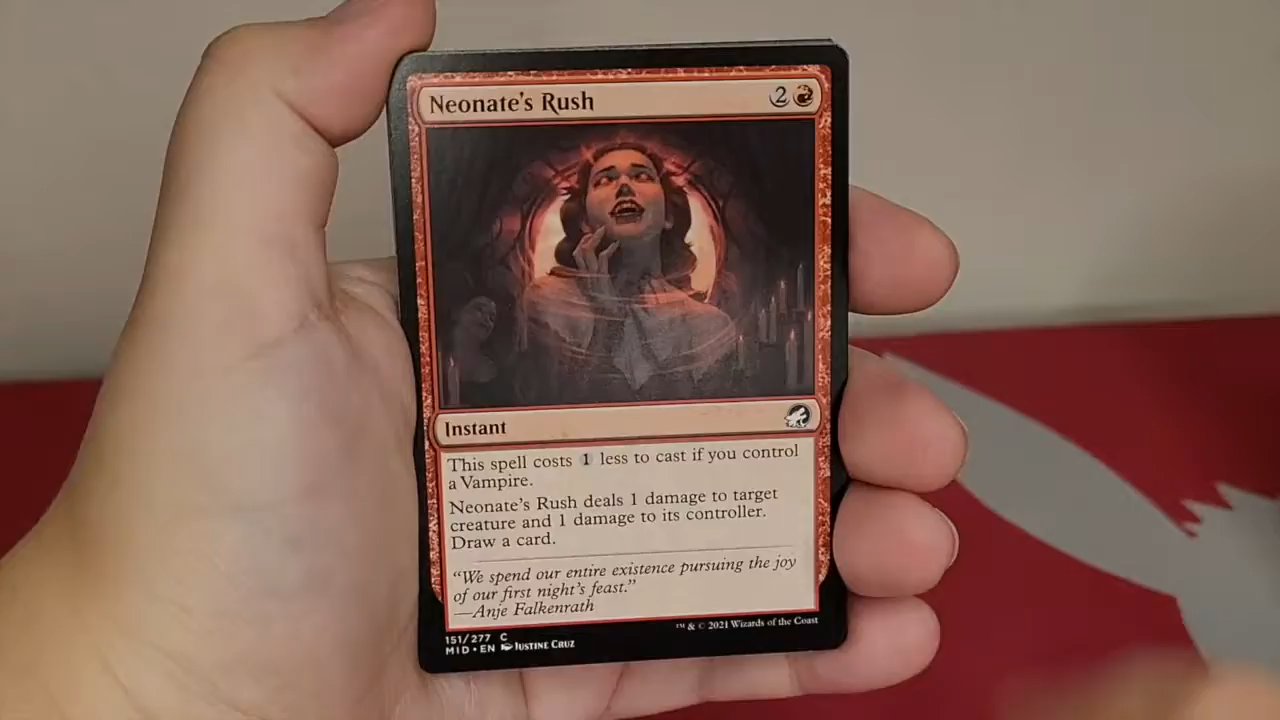 Neonate's Rush 2
Instant
This spell costs 1 less to cast if you control
a Vampire.
Neonate's Rush deals 1 damage to target
creature and 1 damage to its controller.
Draw a card.
“We spend our entire existence pursuing the joy
of our first night's feast.”
—Anje Falkenrath
151/277 C
MID • EN Justine Cruz
™ & © 2021 Wizards of the Coast